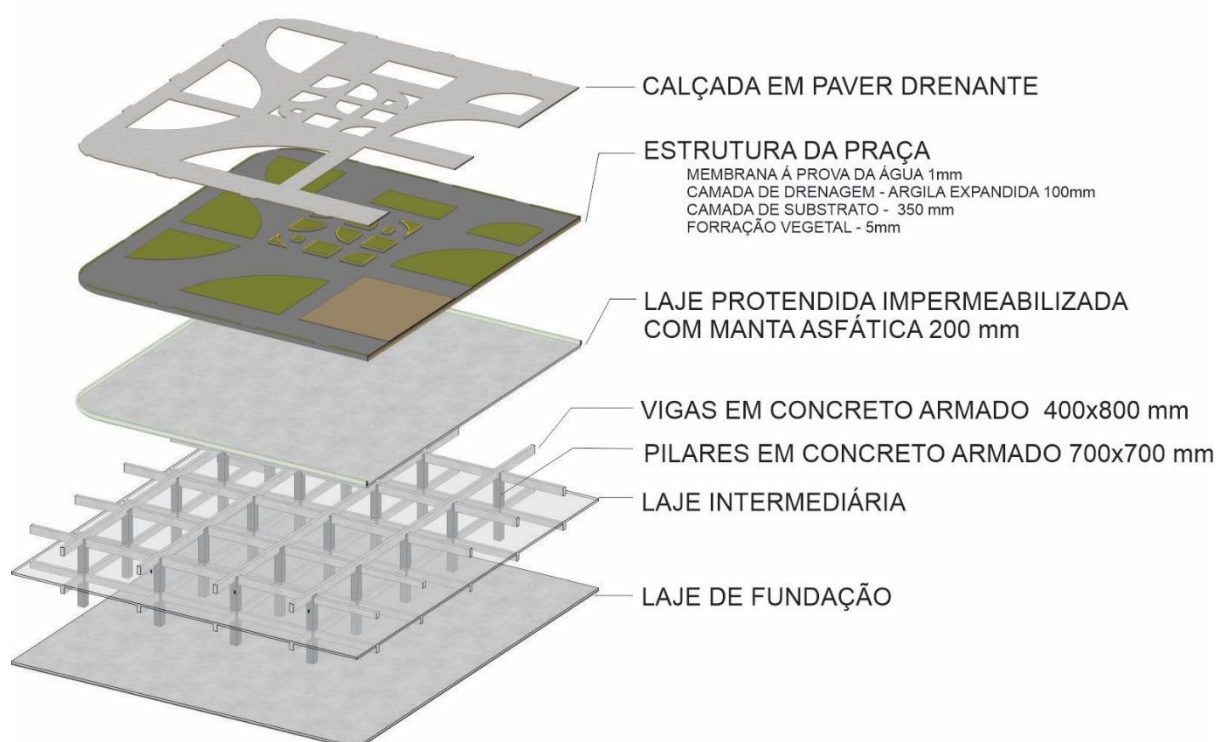 CALÇADA EM PAVER DRENANTE
ESTRUTURA DA PRAÇA
MEMBRANA Á PROVA DA ÁGUA 1mm
CAMADA DE DRENAGEM - ARGILA EXPANDIDA 100mm
CAMADA DE SUBSTRATO - 350 mm
FORRAÇÃO VEGETAL - 5mm
LAJE PROTENDIDA IMPERMEABILIZADA
COM MANTA ASFÁTICA 200 mm
VIGAS EM CONCRETO ARMADO 400x800 mm
PILARES EM CONCRETO ARMADO 700x700 mm
LAJE INTERMEDIÁRIA
LAJE DE FUNDAÇÃO